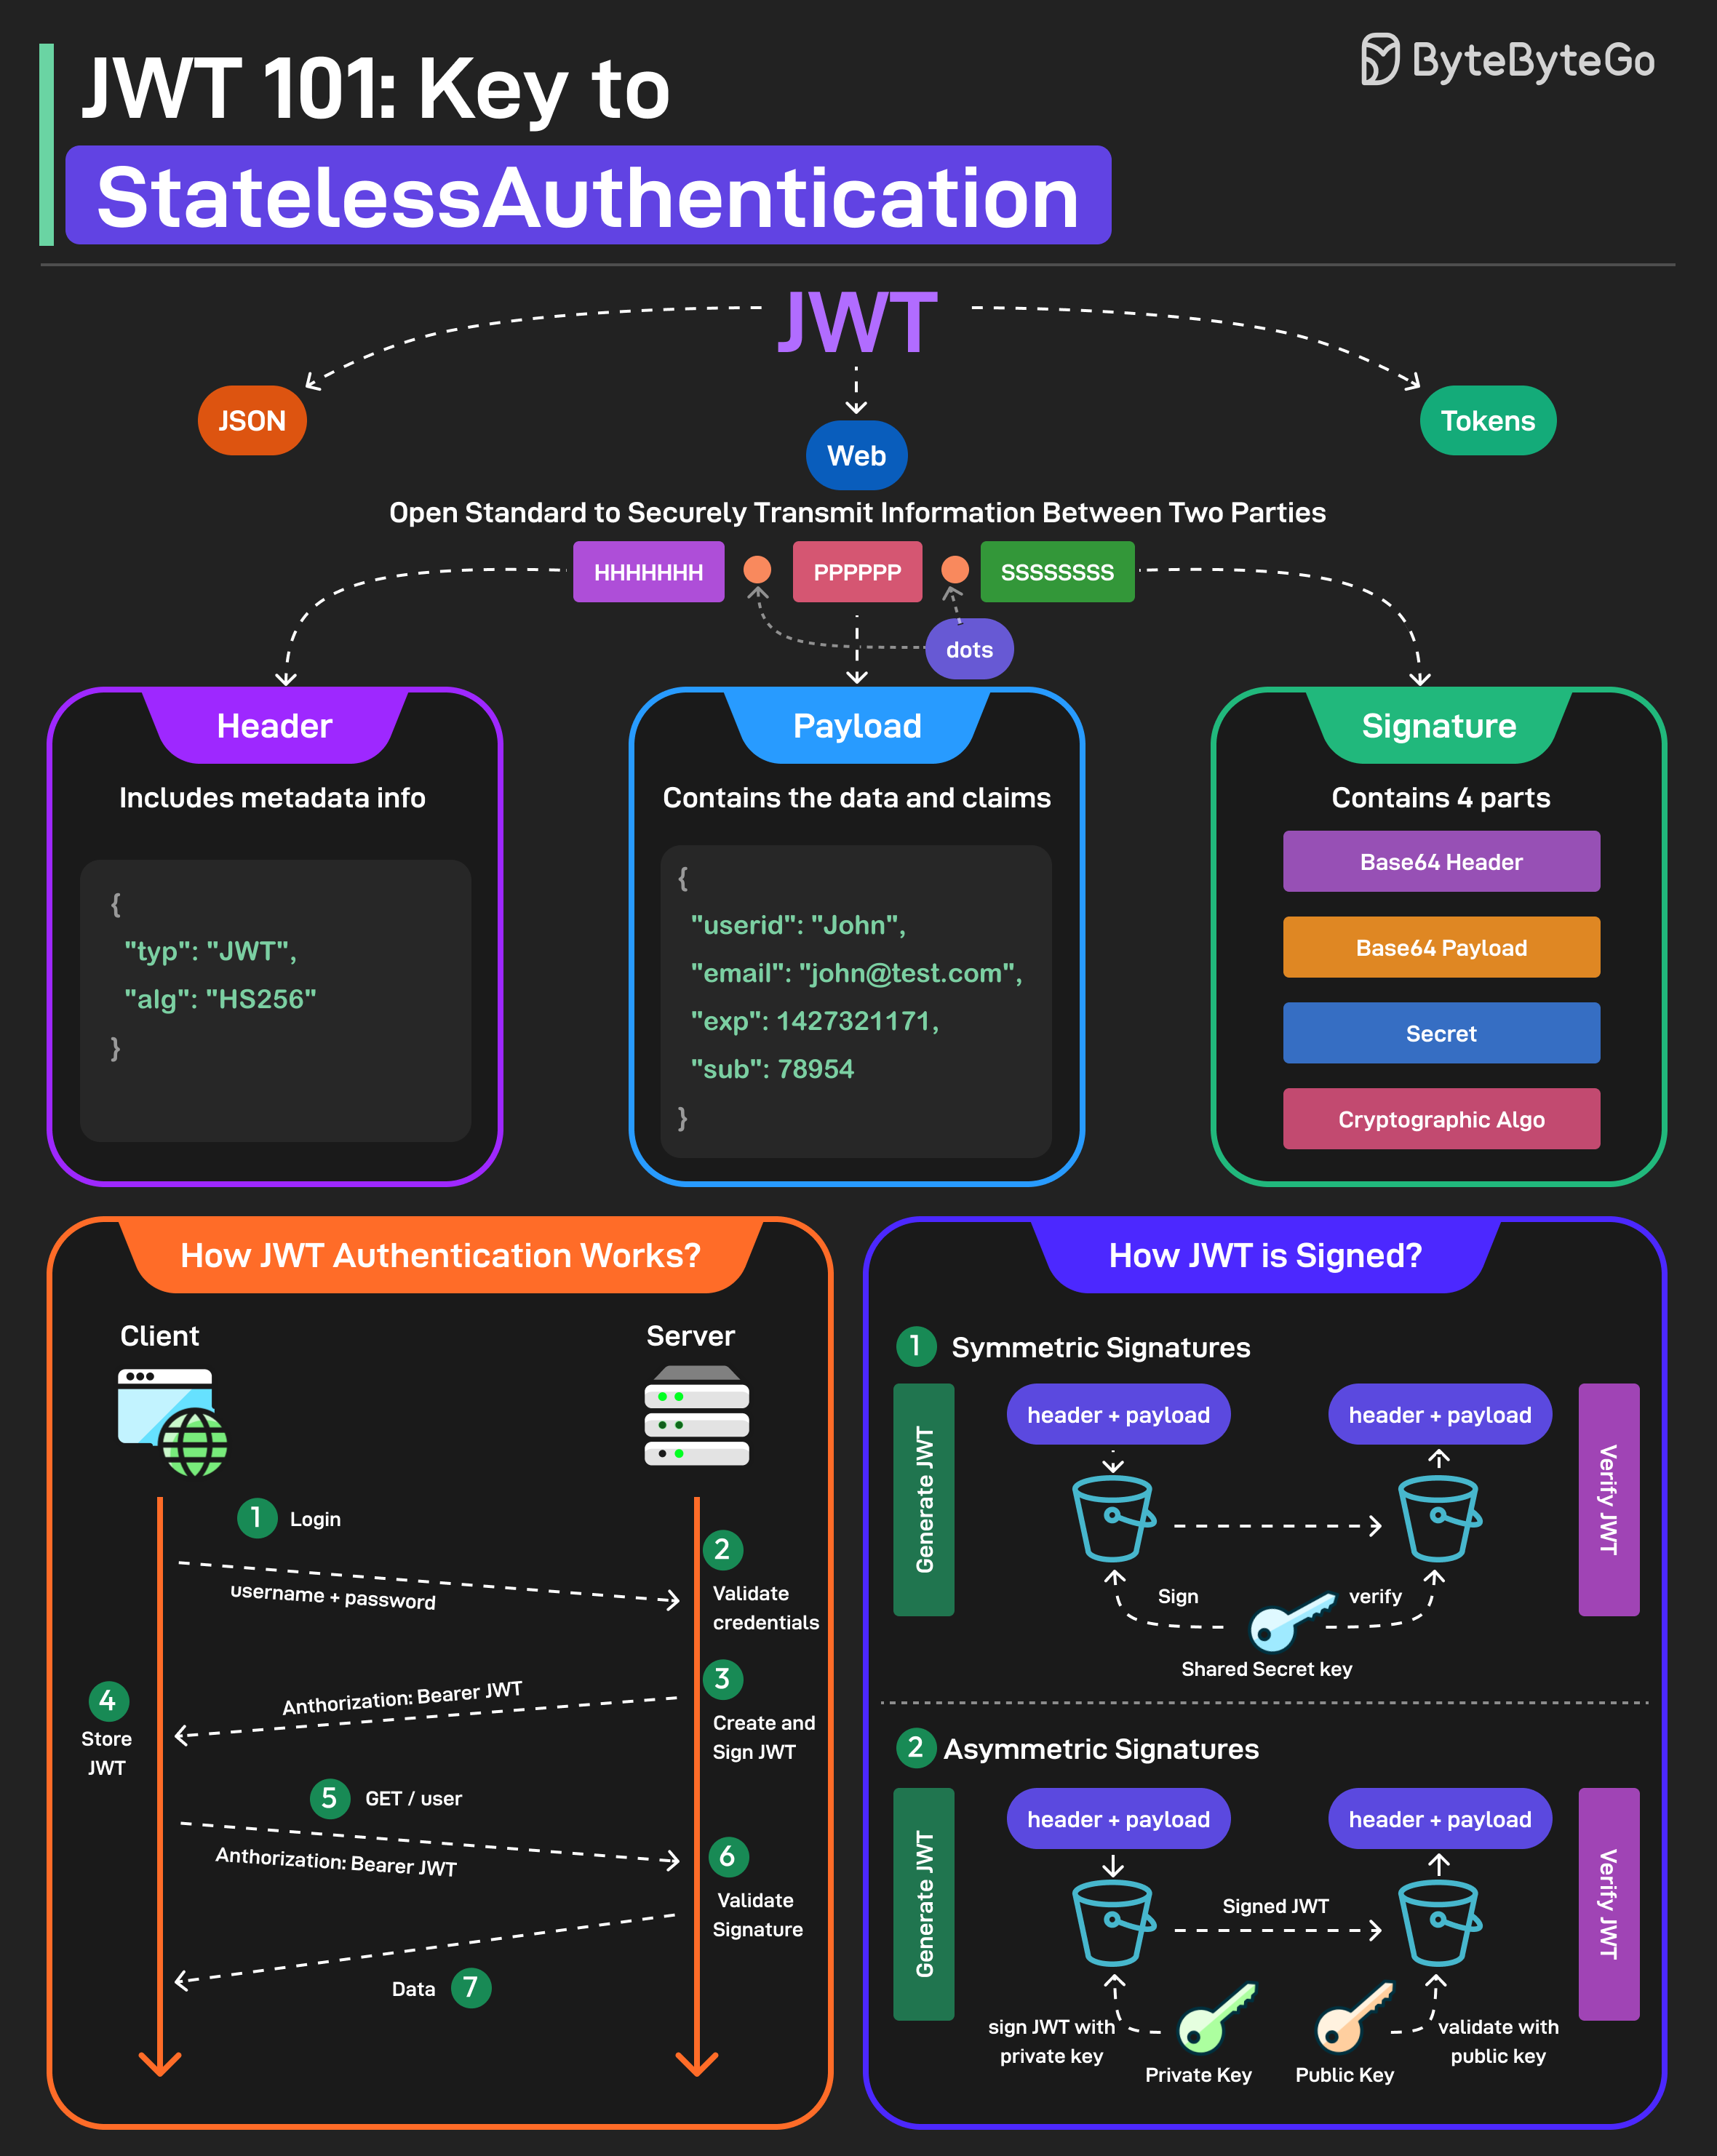 JWT 101: Key to
StatelessAuthentication
ByteByteGo
JWT
JSON
Web
Tokens
Open Standard to Securely Transmit Information Between Two Parties
HHHHHHH
PPPPPP
SSSSSSSS
dots
Header
Includes metadata info
{
"typ": "JWT",
"alg": "HS256"
}
Payload
Contains the data and claims
{
"userid": "John",
"email": "john@test.com",
"exp": 1427321171,
"sub": 78954
}
Signature
Contains 4 parts
Base64 Header
Base64 Payload
Secret
Cryptographic Algo
How JWT Authentication Works?
Client
Server
1 Login
username + password
2
Validate
credentials
3
Create and
Sign JWT
Anthorization: Bearer JWT
4
Store
JWT
5 GET / user
Anthorization: Bearer JWT
6
Validate
Signature
Data 7
How JWT is Signed?
1 Symmetric Signatures
Generate JWT
header + payload
header + payload
Verify JWT
Sign
verify
Shared Secret key
2 Asymmetric Signatures
Generate JWT
header + payload
header + payload
Verify JWT
Signed JWT
sign JWT with
private key
Private Key
Public Key
validate with
public key